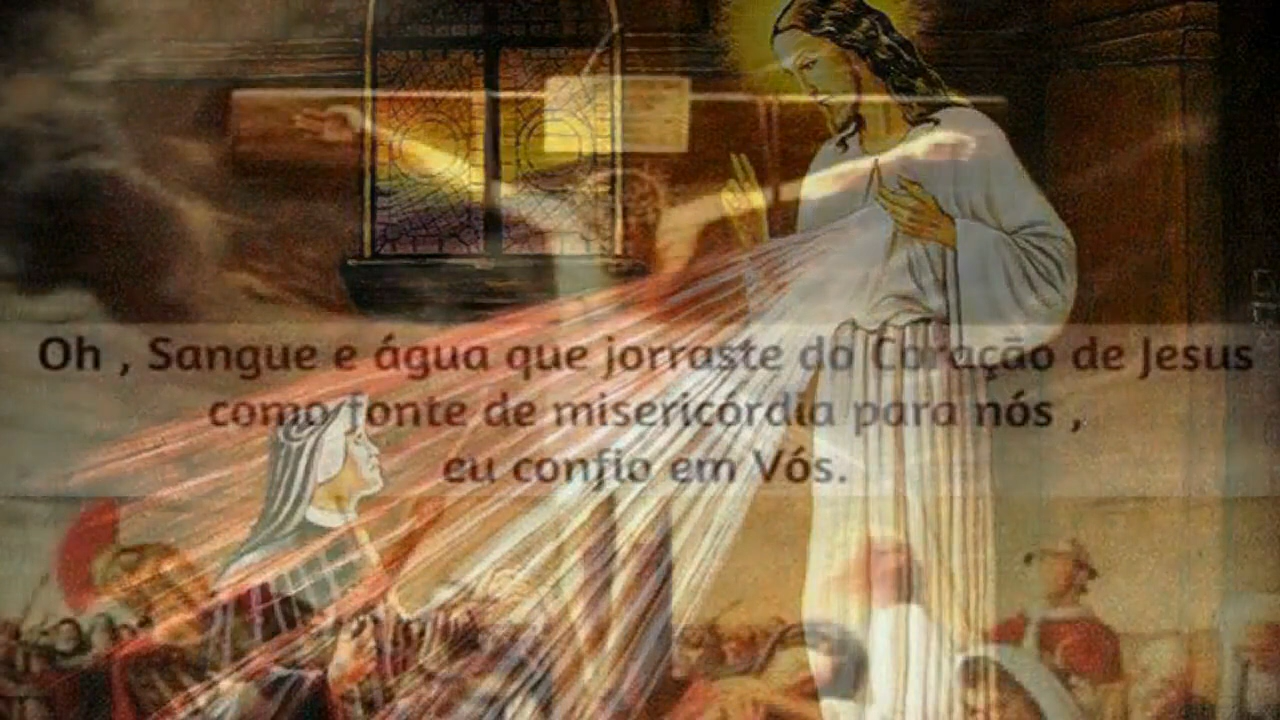 Oh , Sangue e água que jorraste do Coração de Jesus
como fonte de misericórdia para nós ,
eu confio em Vós.